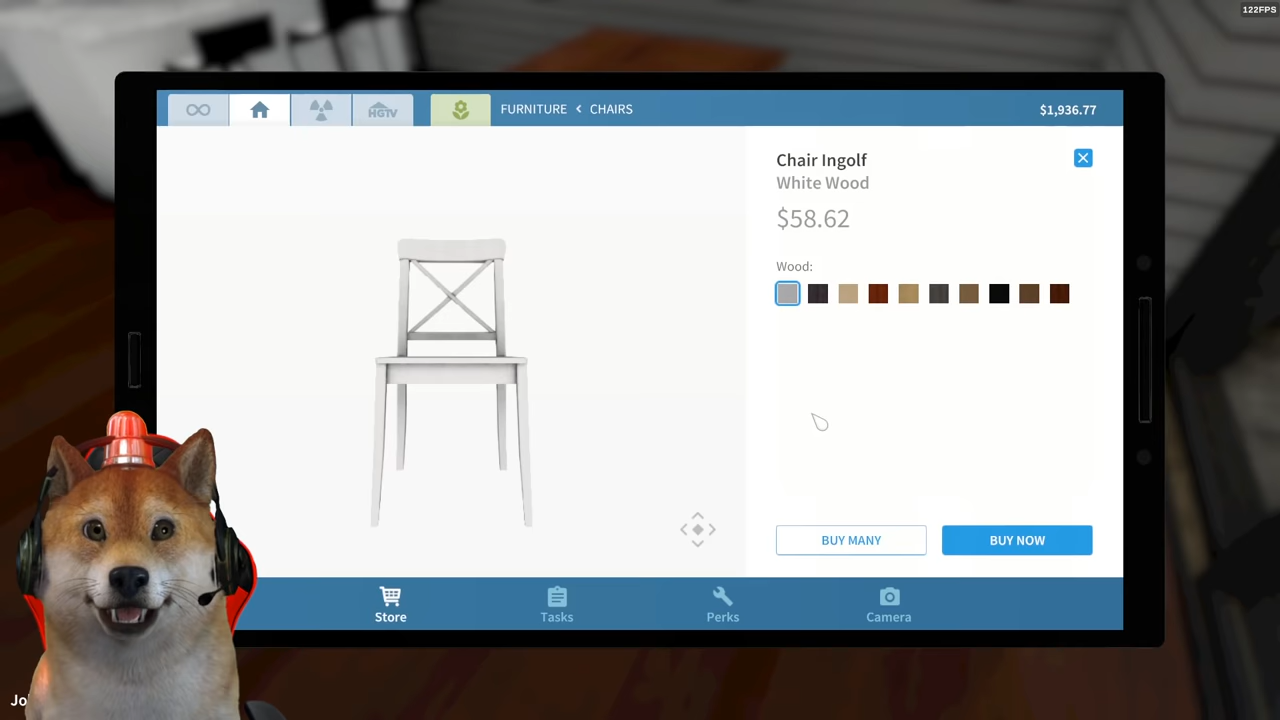 122FPS
HGTV
FURNITURE < CHAIRS
$1,936.77
Chair Ingolf
White Wood
$58.62
Wood:
BUY MANY
BUY NOW
Store
Tasks
Perks
Camera